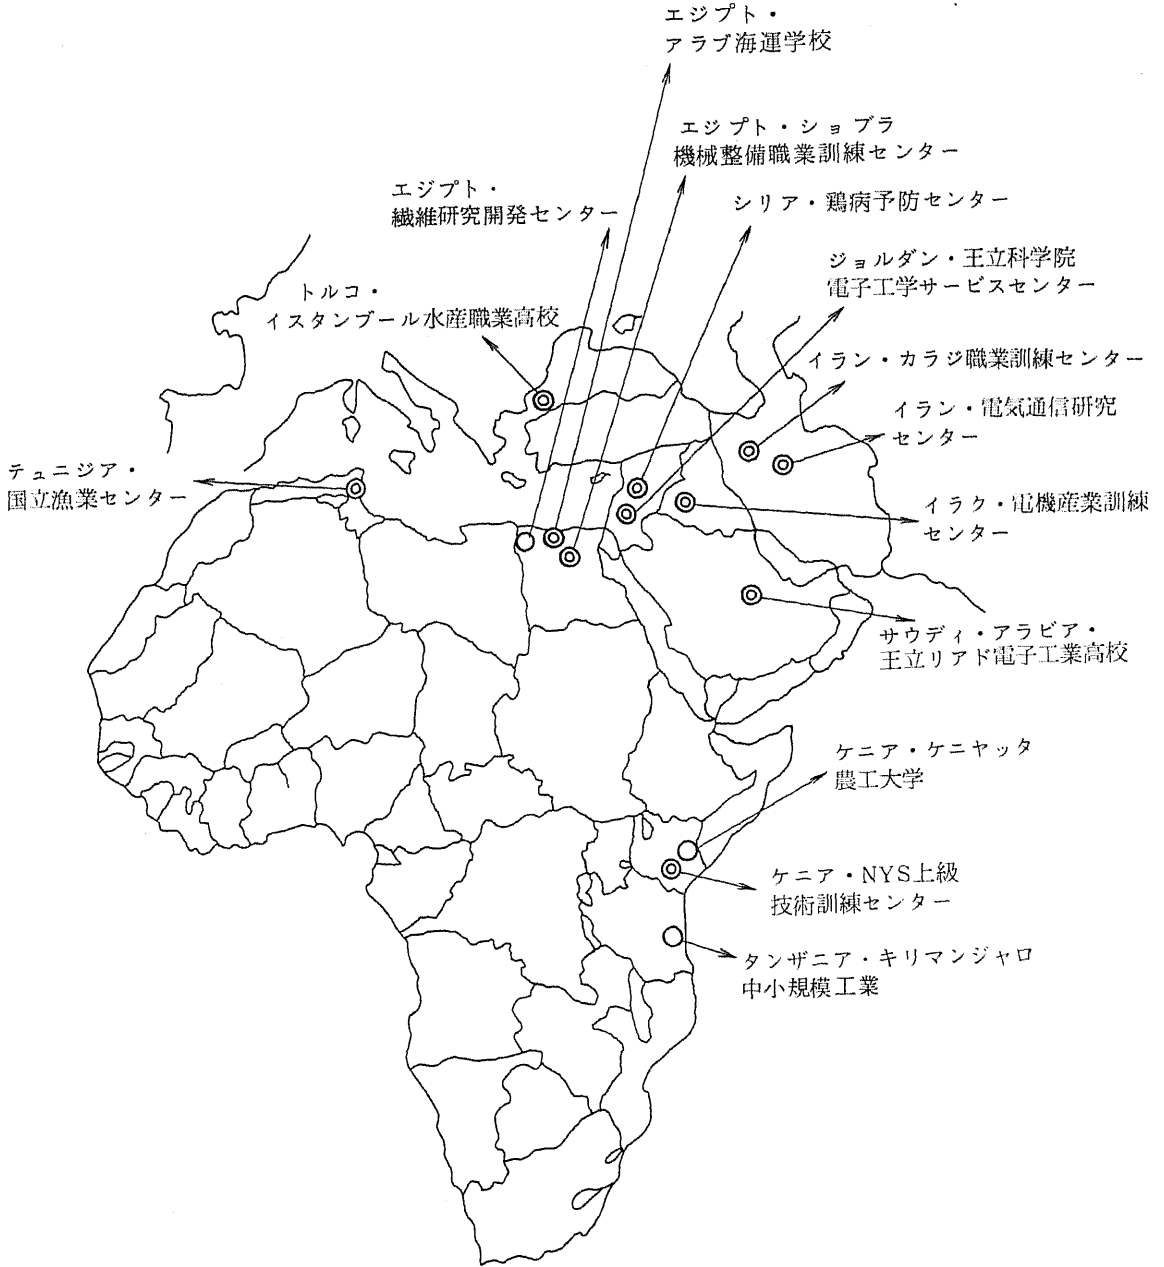 エジプト・
アラブ海運学校
エジプト・ショブラ
機械整備職業訓練センター
エジプト・
繊維研究開発センター
シリア・鶏病予防センター
ジョルダン・王立科学院
電子工学サービスセンター
トルコ・
イスタンブール水産職業高校
イラン・カラジ職業訓練センター
イラン・電気通信研究
センター
テュニジア・
国立漁業センター
イラク・電機産業訓練
センター
サウディ・アラビア・
王立リアド電子工業高校
ケニア・ケニヤッタ
農工大学
ケニア・NYS上級
技術訓練センター
タンザニア・キリマンジャロ
中小規模工業